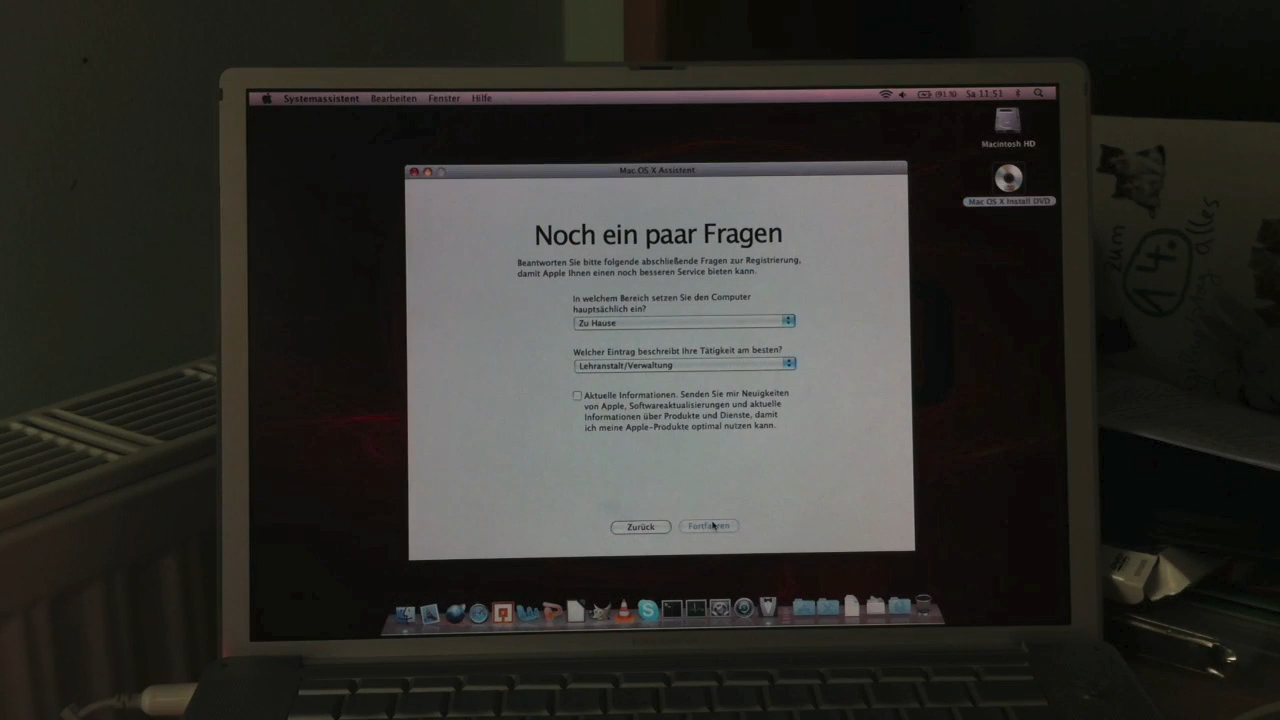 Systemassistent Bearbeiten Fenster Hilfe
Sa 11:51
Macintosh HD
Mac OS X Install DVD
Mac OS X Assistent
Noch ein paar Fragen
Beantworten Sie bitte folgende abschließende Fragen zur Registrierung,
damit Apple Ihnen einen noch besseren Service bieten kann.
In welchem Bereich setzen Sie den Computer
hauptsächlich ein?
Zu Hause
Welcher Eintrag beschreibt Ihre Tätigkeit am besten?
Lehranstalt/Verwaltung
Aktuelle Informationen. Senden Sie mir Neuigkeiten
von Apple, Softwareaktualisierungen und aktuelle
Informationen über Produkte und Dienste, damit
ich meine Apple-Produkte optimal nutzen kann.
Zurück
Fortfahren
zum
14.
alles